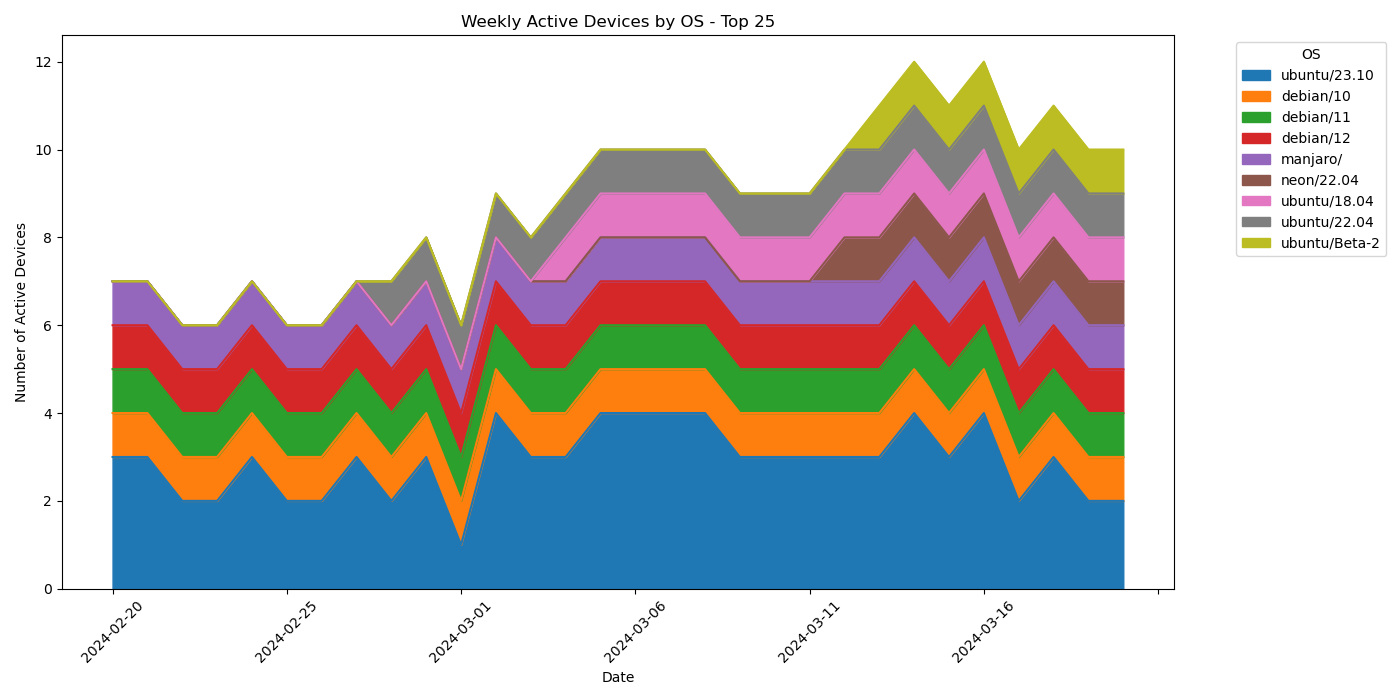 Weekly Active Devices by OS - Top 25
Number of Active Devices
12
10
8
6
4
2
0
2024-02-20
2024-02-25
2024-03-01
2024-03-06
2024-03-11
2024-03-16
Date
OS
ubuntu/23.10
debian/10
debian/11
debian/12
manjaro/
neon/22.04
ubuntu/18.04
ubuntu/22.04
ubuntu/Beta-2